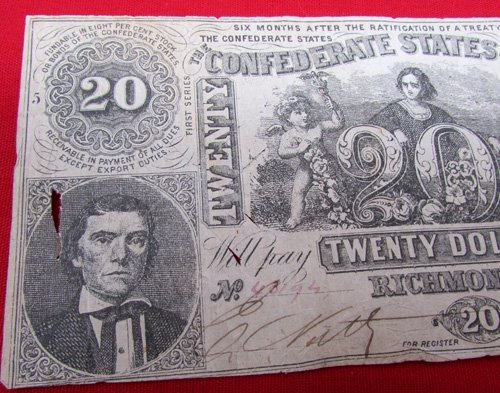 FUNDABLE IN EIGHT PER CENT STOCK
OR BONDS OF THE CONFEDERATE STATES
20
RECEIVABLE IN PAYMENT OF ALL DUES
EXCEPT EXPORT DUTIES.
5
FIRST SERIES.
SIX MONTHS AFTER THE RATIFICATION OF A TREATY
THE CONFEDERATE STATES
THE
CONFEDERATE STATES
TWENTY
20
Will pay
TWENTY DOL
No
RICHMON
$
20
FOR REGISTER